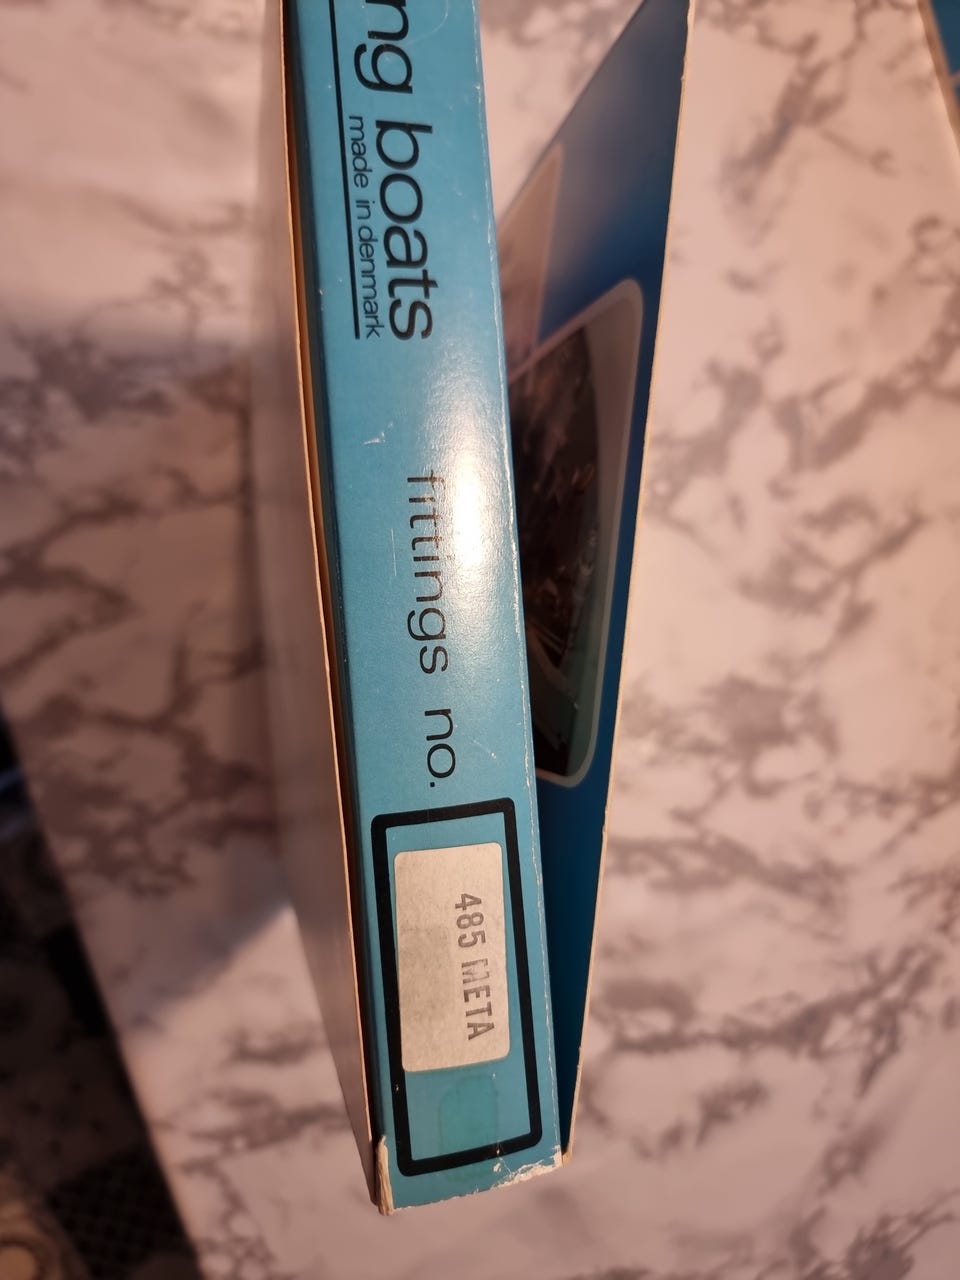 ng boats
made in denmark
fittings no.
485 META